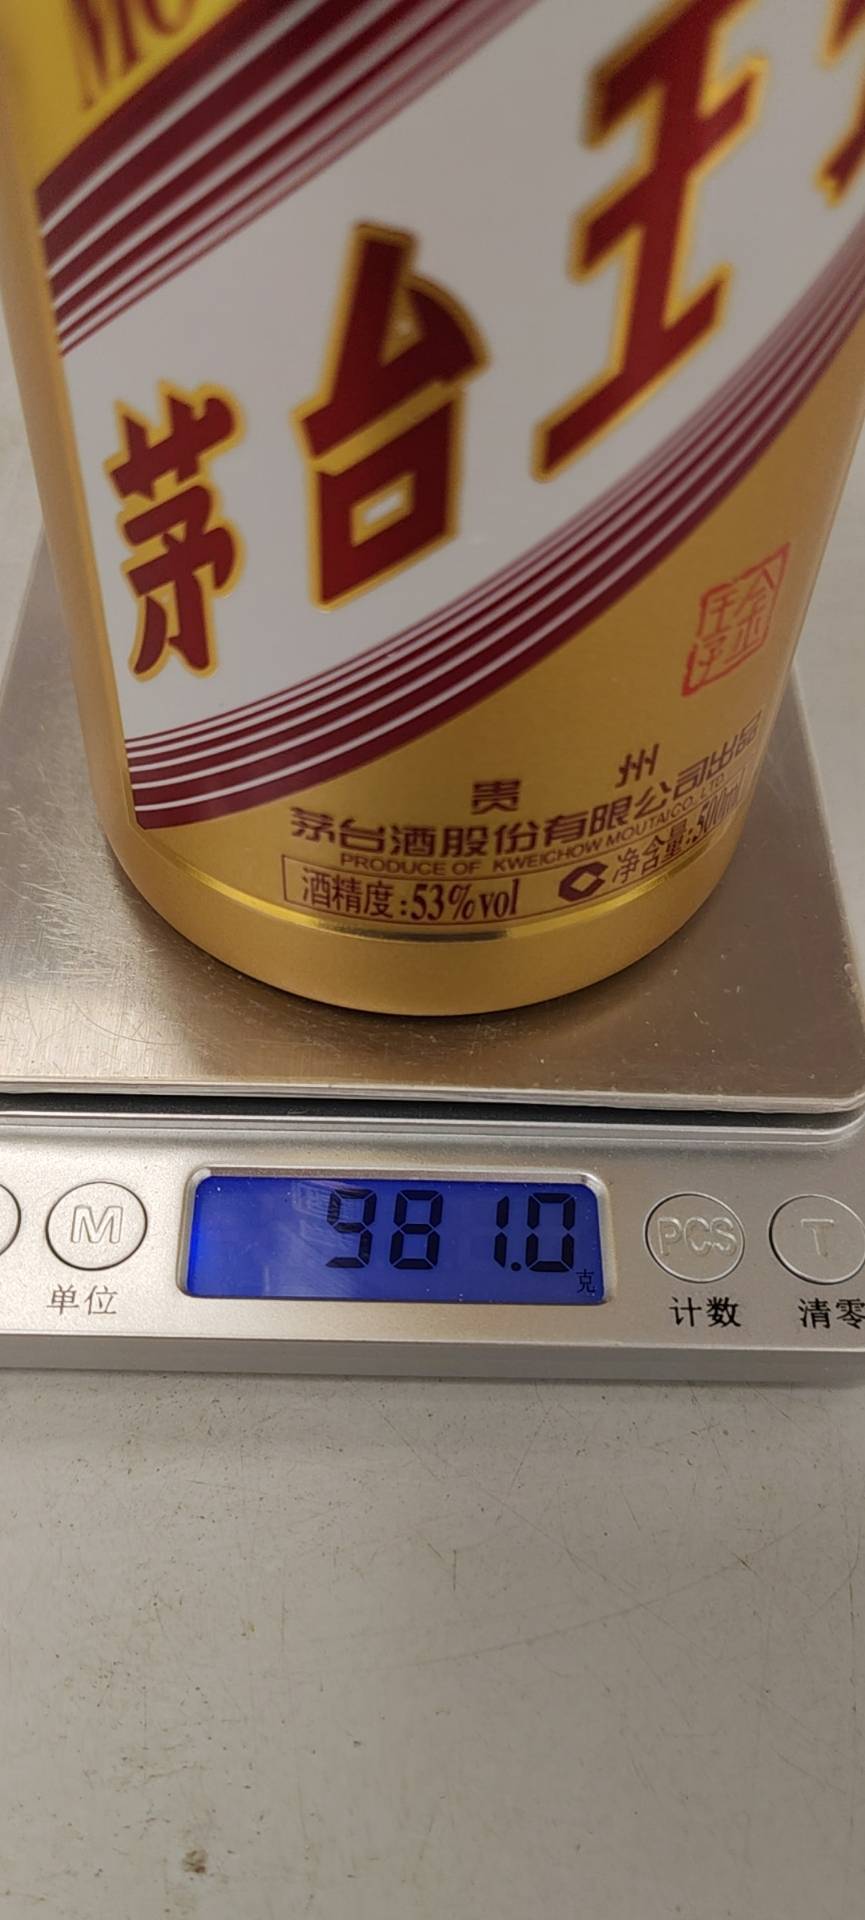 MO
茅台王
贵州
茅台酒股份有限公司出品
PRODUCE OF KWEICHOW MOUTAI CO., LTD.
酒精度:53%vol 净含量:500ml
981.0
克
M
PCS
T
单位
计数
清零